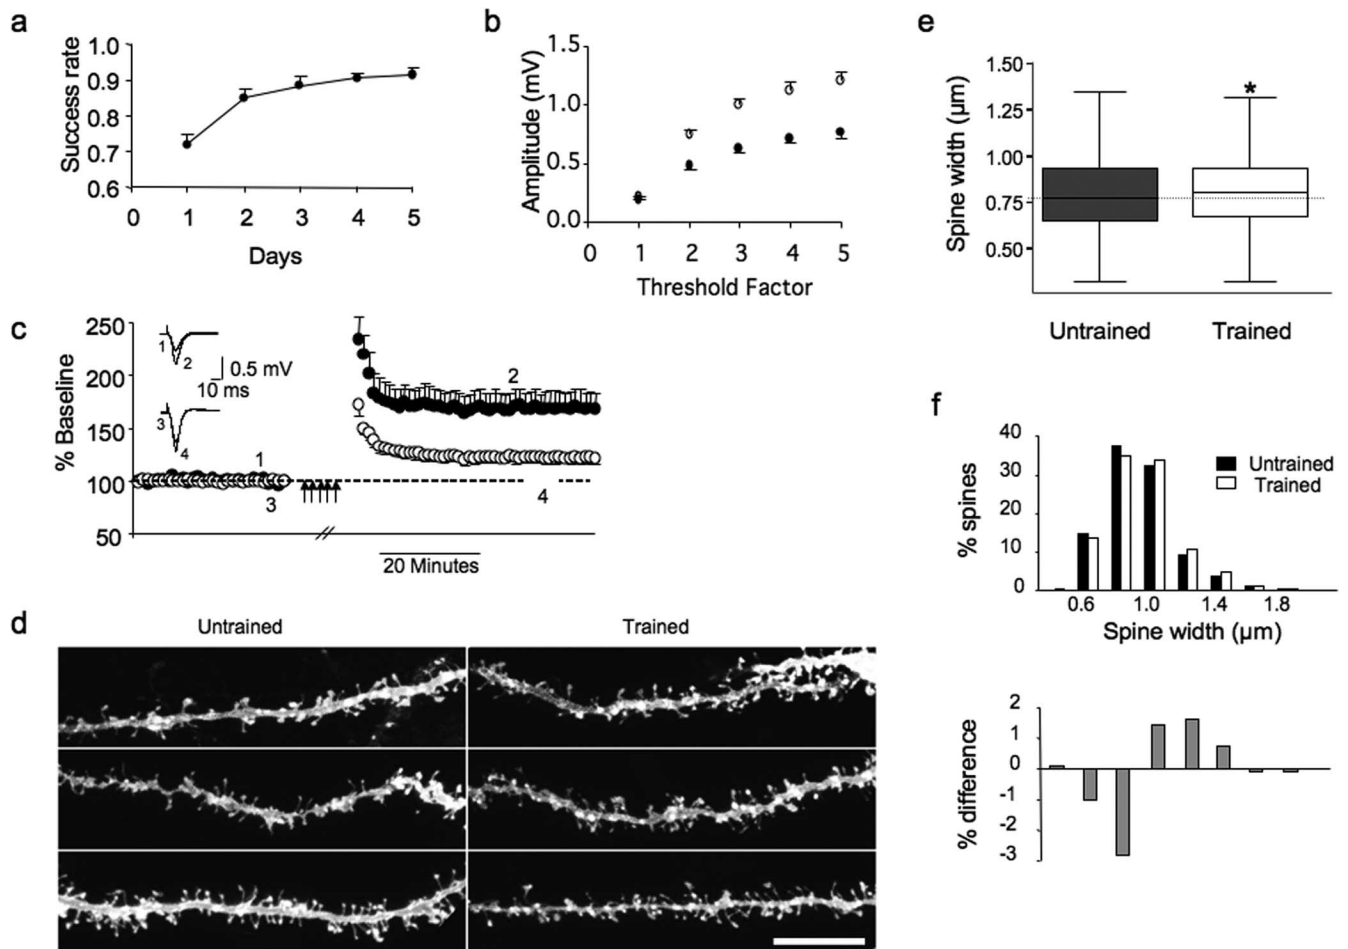 a
Success rate
1.0
0.9
0.8
0.7
0.6
0 1 2 3 4 5
Days
b
Amplitude (mV)
1.5
1.0
0.5
0.0
0 1 2 3 4 5
Threshold Factor
c
% Baseline
250
200
150
100
50
1 2
0.5 mV
10 ms
3
4
1
3
2
4
20 Minutes
d
Untrained Trained
e
Spine width (µm)
1.50
1.25
1.00
0.75
0.50
*
Untrained Trained
f
% spines
40
30
20
10
0
Untrained
Trained
0.6 1.0 1.4 1.8
Spine width (µm)
% difference
2
1
0
-1
-2
-3